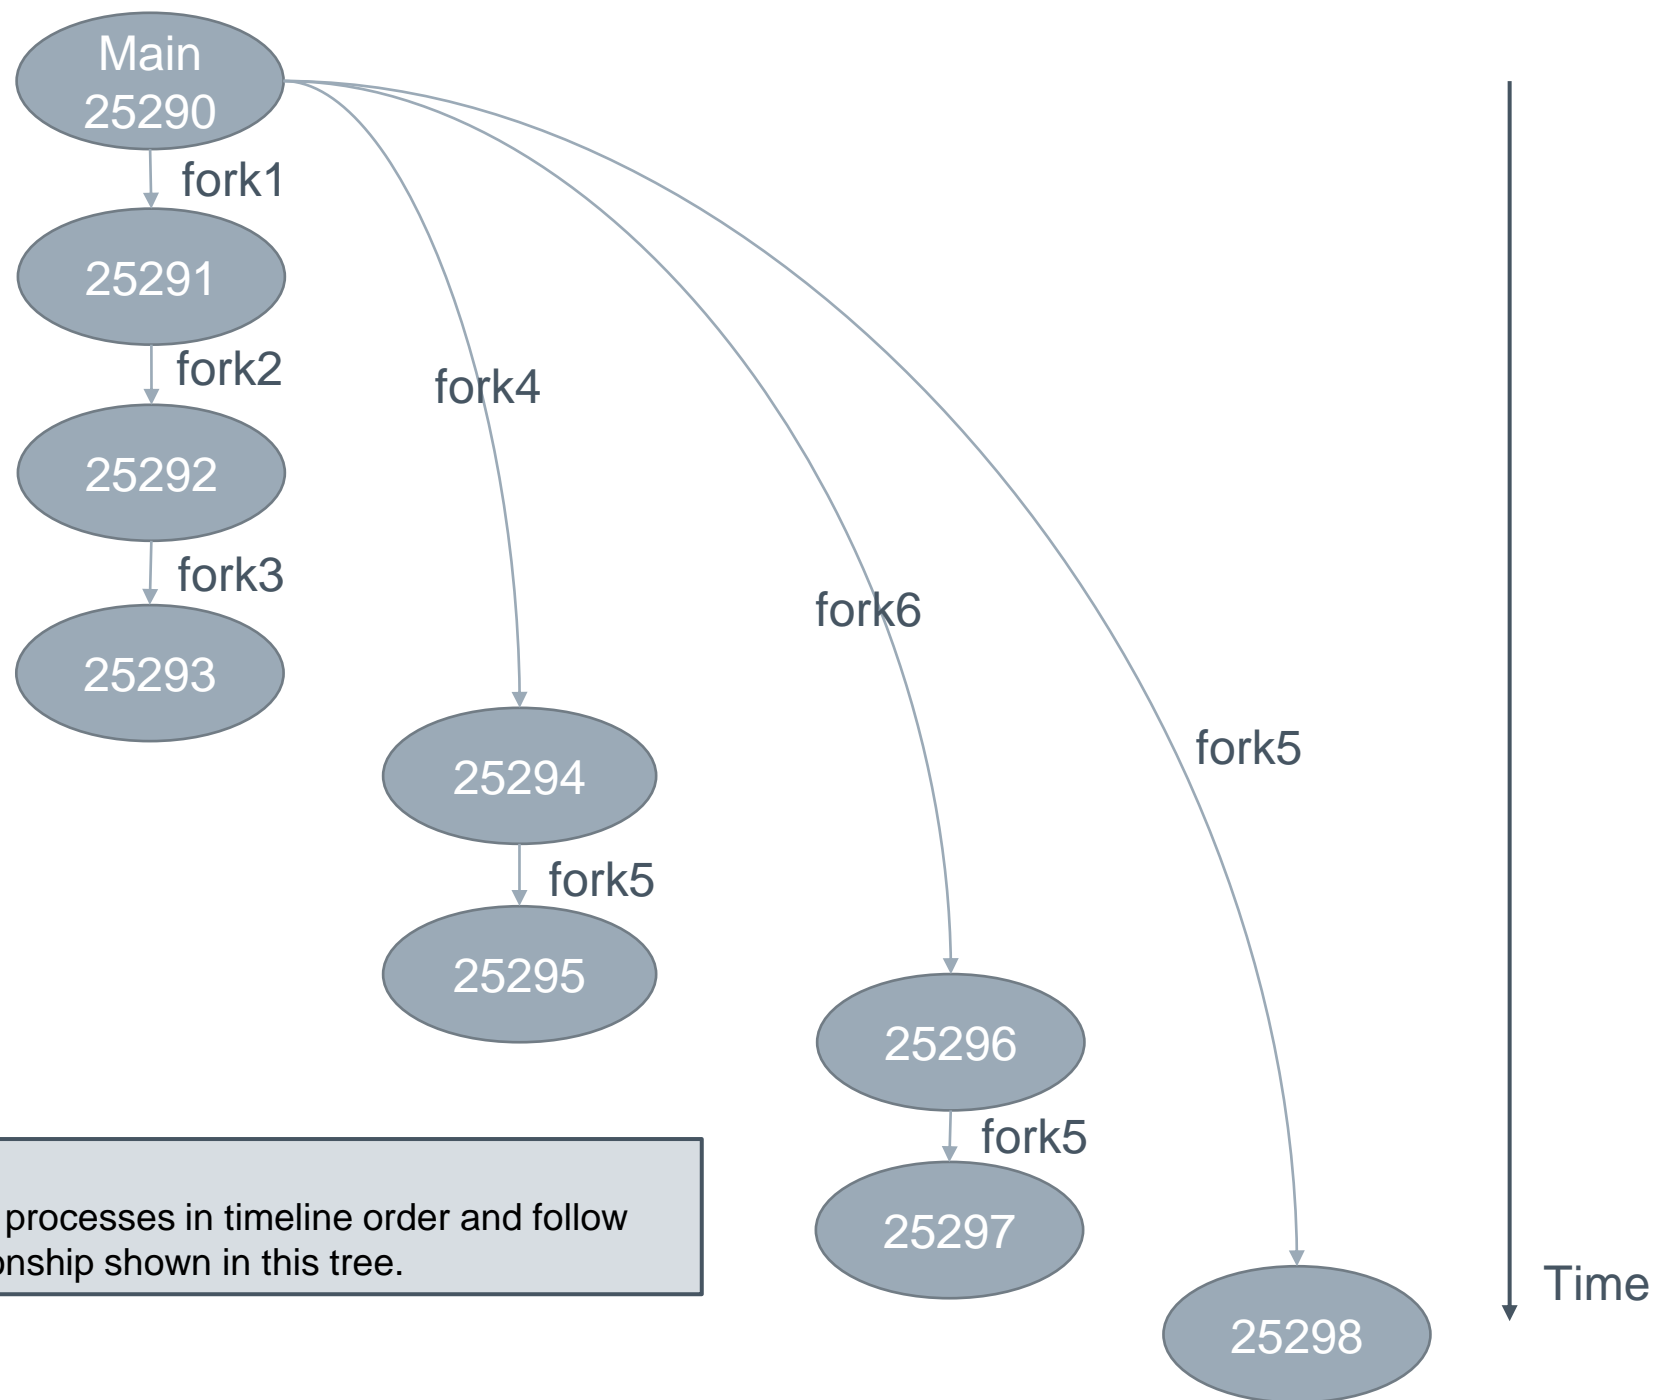 Main
25290
fork1
25291
fork2
fork4
25292
fork3
fork6
25293
fork5
25294
fork5
25295
25296
fork5
processes in timeline order and follow
25297
onship shown in this tree.
Time
25298